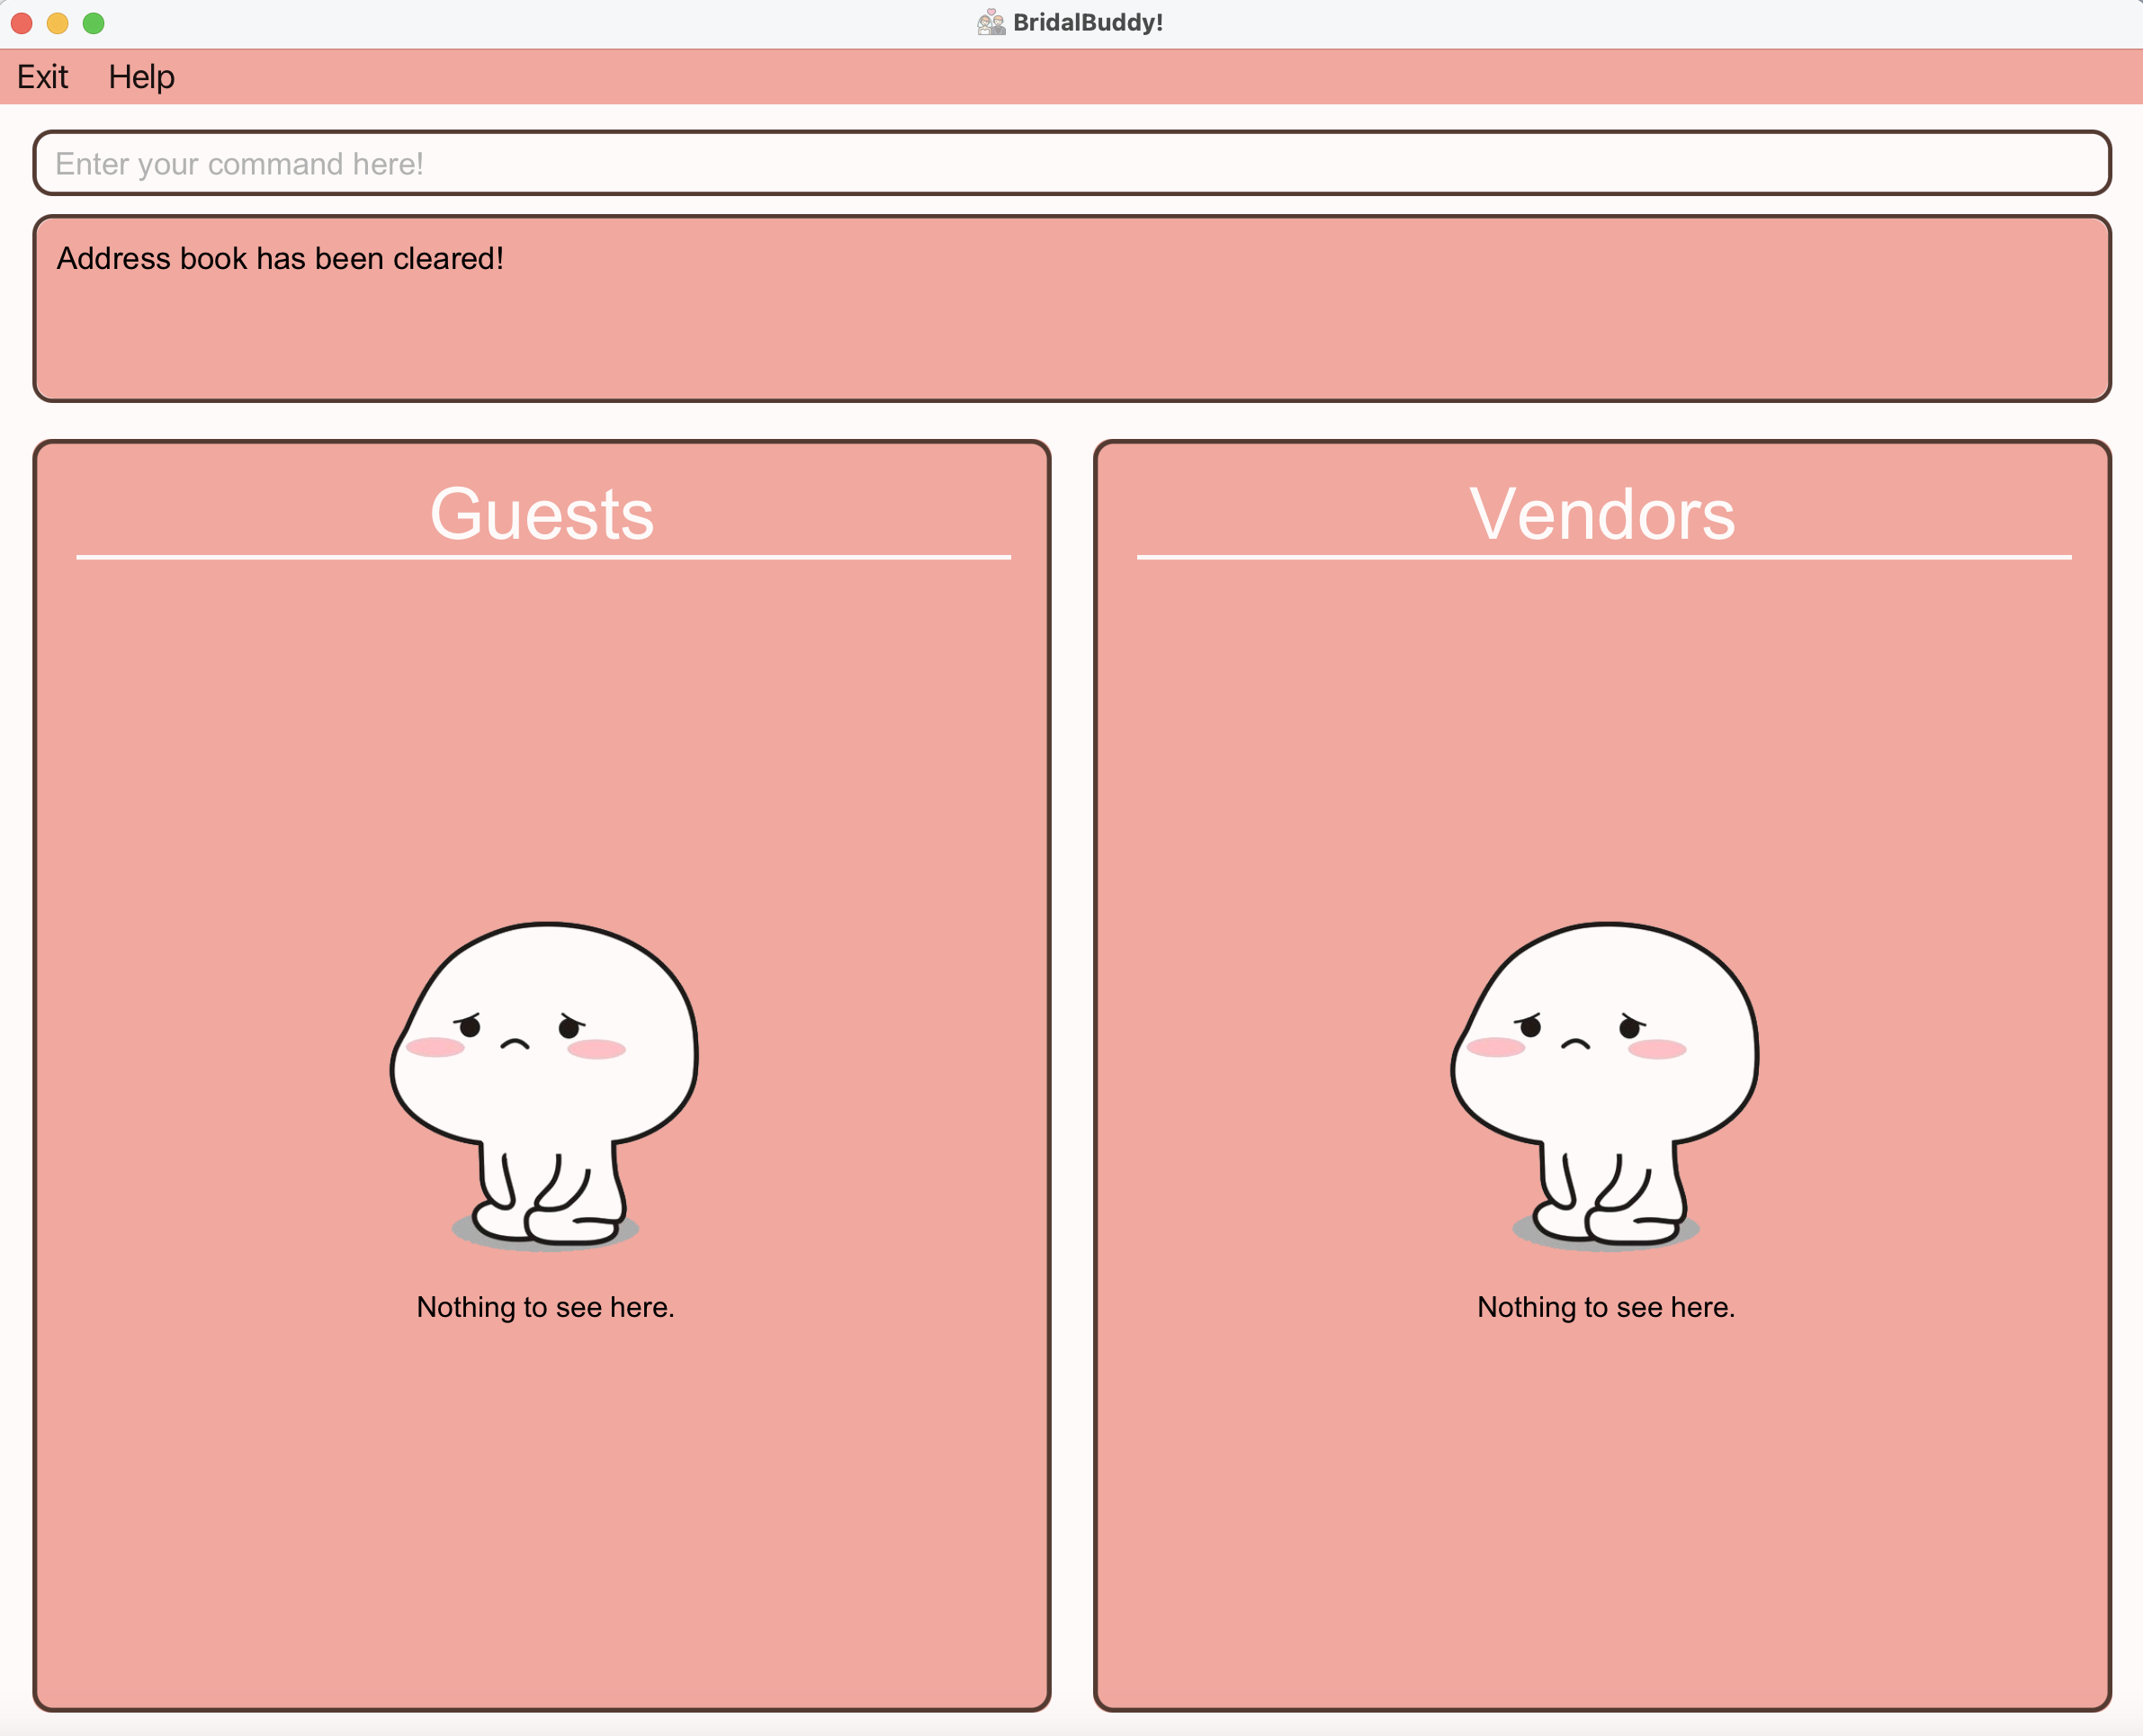 BridalBuddy!
Exit Help
Enter your command here!
Address book has been cleared!
Guests
Vendors
Nothing to see here.
Nothing to see here.